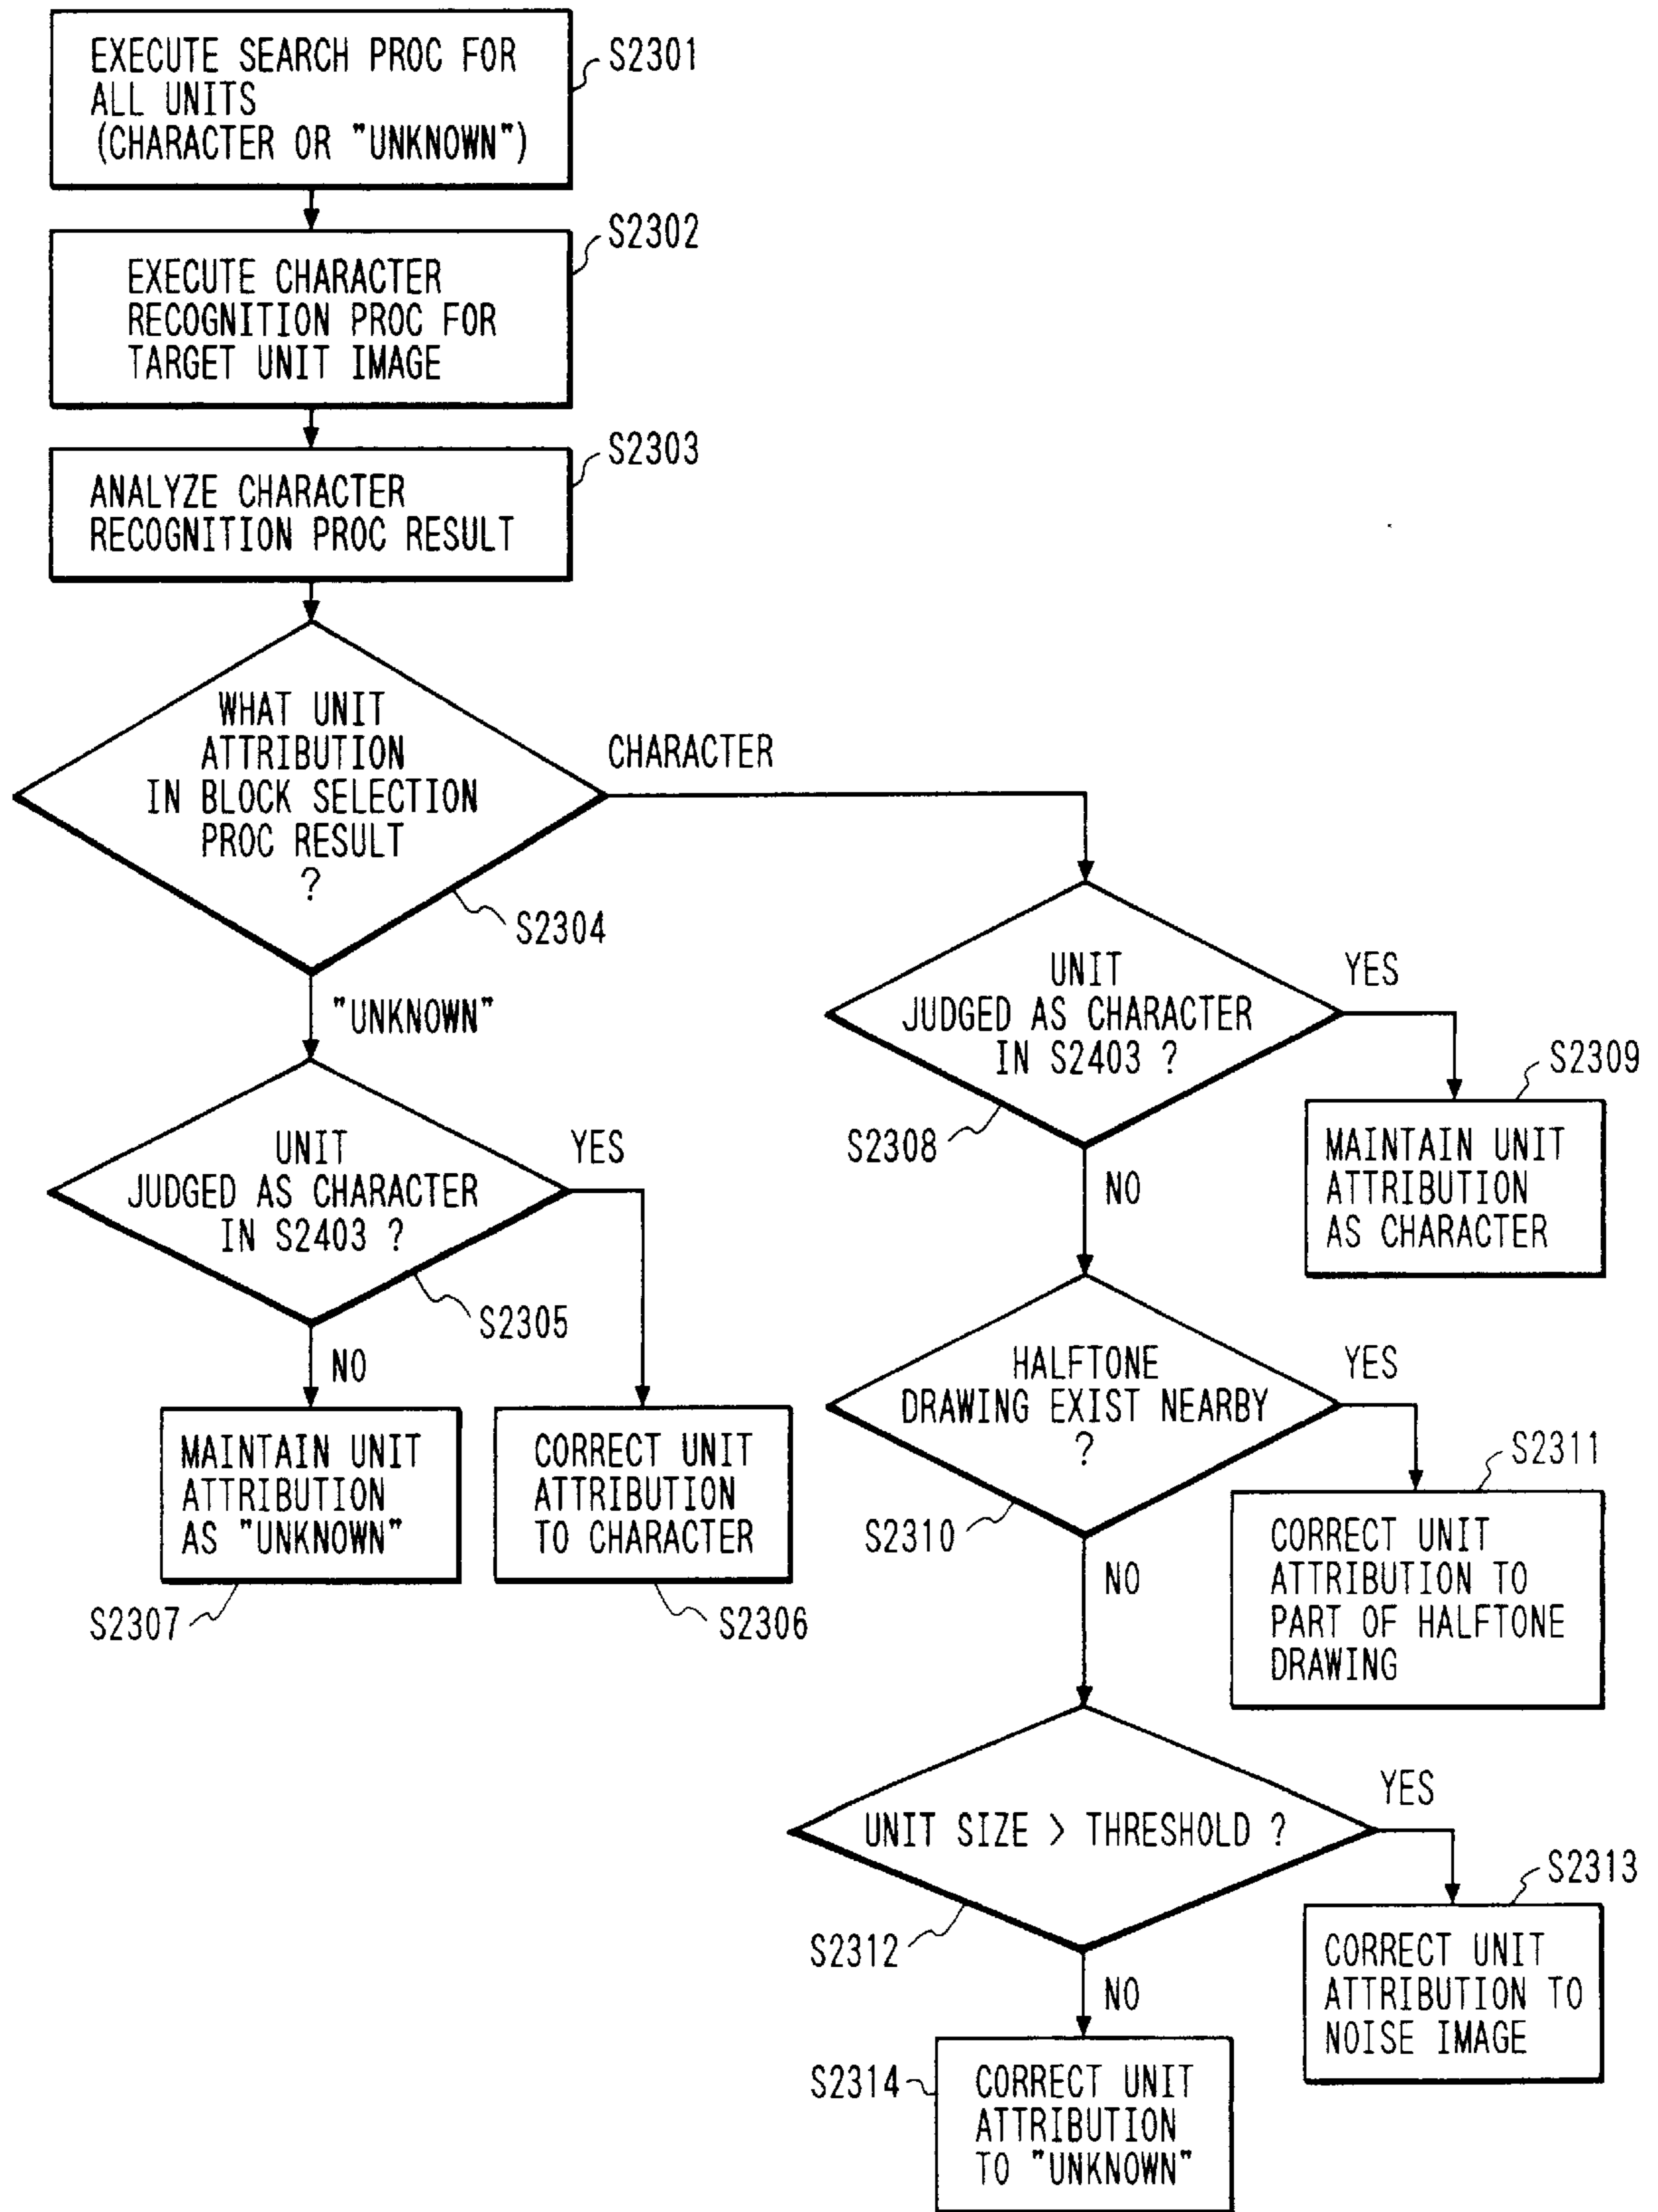 EXECUTE SEARCH PROC FOR
ALL UNITS
(CHARACTER OR "UNKNOWN")
S2301
EXECUTE CHARACTER
RECOGNITION PROC FOR
TARGET UNIT IMAGE
S2302
ANALYZE CHARACTER
RECOGNITION PROC RESULT
S2303
WHAT UNIT
ATTRIBUTION
IN BLOCK SELECTION
PROC RESULT
?
S2304
CHARACTER
"UNKNOWN"
UNIT
JUDGED AS CHARACTER
IN S2403 ?
S2305
YES
NO
MAINTAIN UNIT
ATTRIBUTION
AS "UNKNOWN"
S2307
CORRECT UNIT
ATTRIBUTION
TO CHARACTER
S2306
UNIT
JUDGED AS CHARACTER
IN S2403 ?
S2308
YES
NO
S2309
MAINTAIN UNIT
ATTRIBUTION
AS CHARACTER
HALFTONE
DRAWING EXIST NEARBY
?
S2310
YES
NO
S2311
CORRECT UNIT
ATTRIBUTION TO
PART OF HALFTONE
DRAWING
UNIT SIZE > THRESHOLD ?
S2312
YES
NO
S2313
CORRECT UNIT
ATTRIBUTION TO
NOISE IMAGE
S2314
CORRECT UNIT
ATTRIBUTION
TO "UNKNOWN"